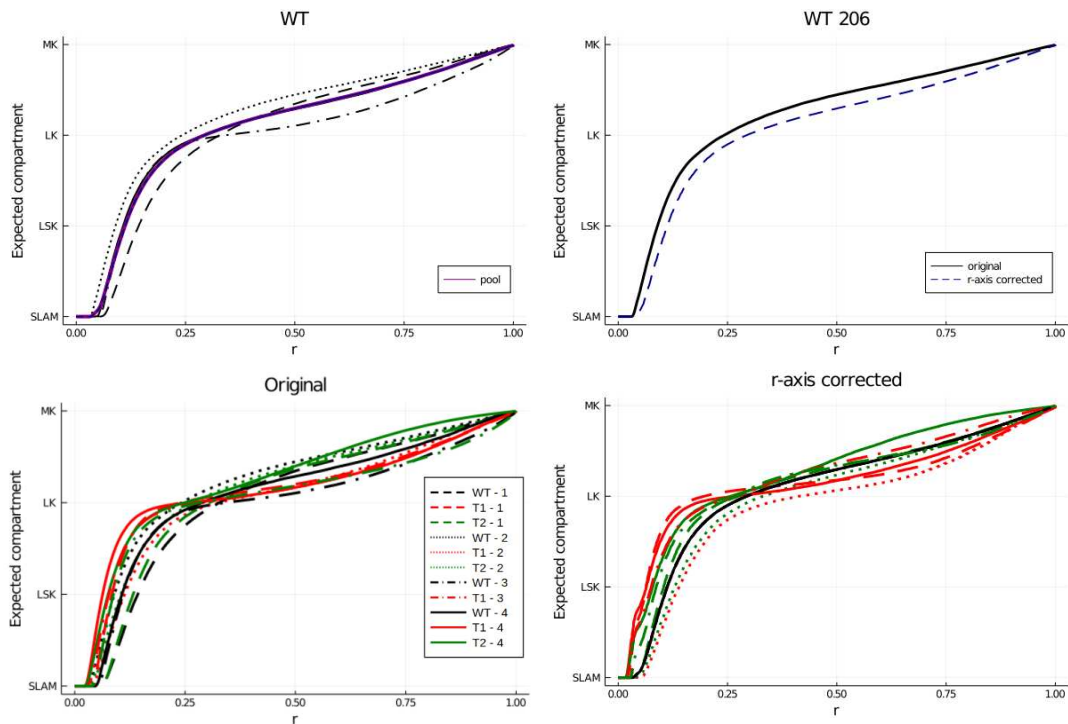 WT
MK
LK
LSK
SLAM
Expected compartment
0.00 0.25 0.50 0.75 1.00
r
pool
WT 206
MK
LK
LSK
SLAM
Expected compartment
0.00 0.25 0.50 0.75 1.00
r
original
r-axis corrected
Original
MK
LK
LSK
SLAM
Expected compartment
0.00 0.25 0.50 0.75 1.00
r
WT - 1
T1 - 1
T2 - 1
WT - 2
T1 - 2
T2 - 2
WT - 3
T1 - 3
WT - 4
T1 - 4
T2 - 4
r-axis corrected
MK
LK
LSK
SLAM
Expected compartment
0.00 0.25 0.50 0.75 1.00
r